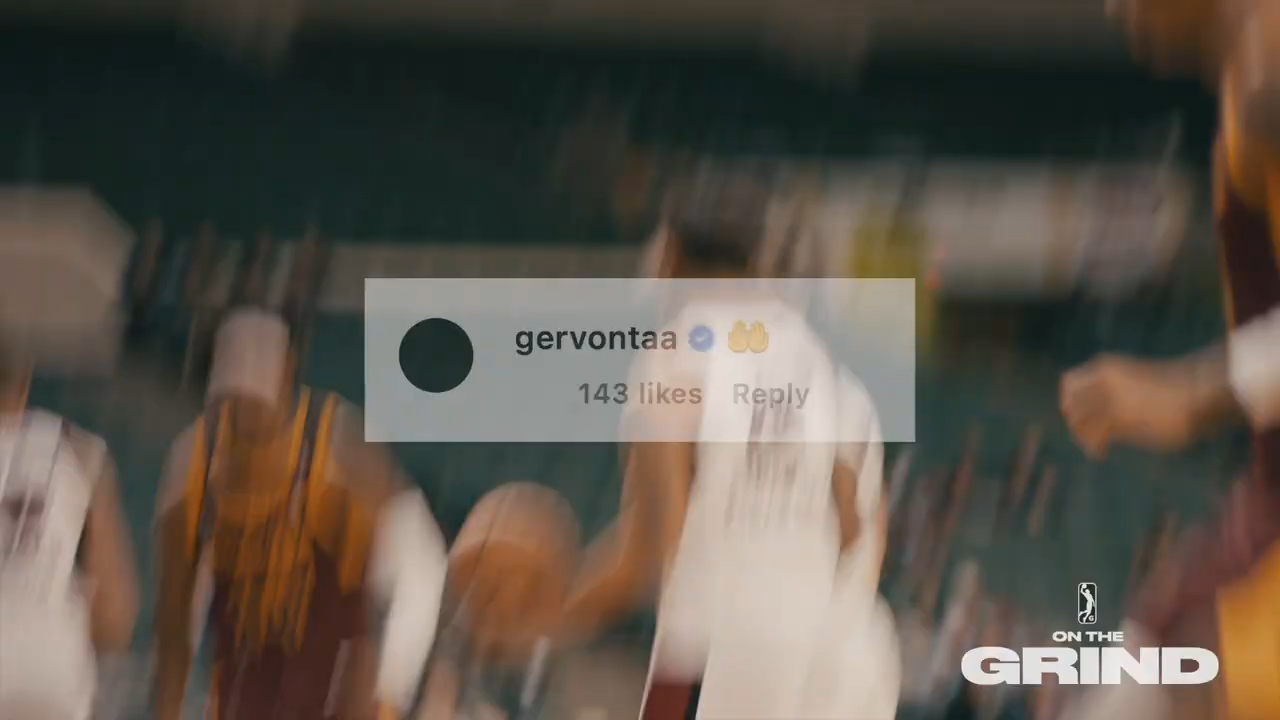 gervontaa 🤲
143 likes Reply
ON THE
GRIND